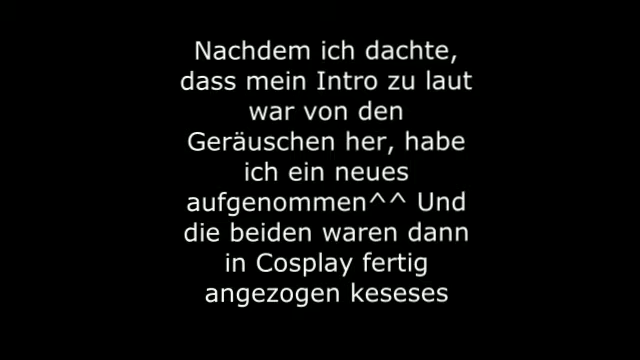 Nachdem ich dachte,
dass mein Intro zu laut
war von den
Geräuschen her, habe
ich ein neues
aufgenommen^^ Und
die beiden waren dann
in Cosplay fertig
angezogen keseses